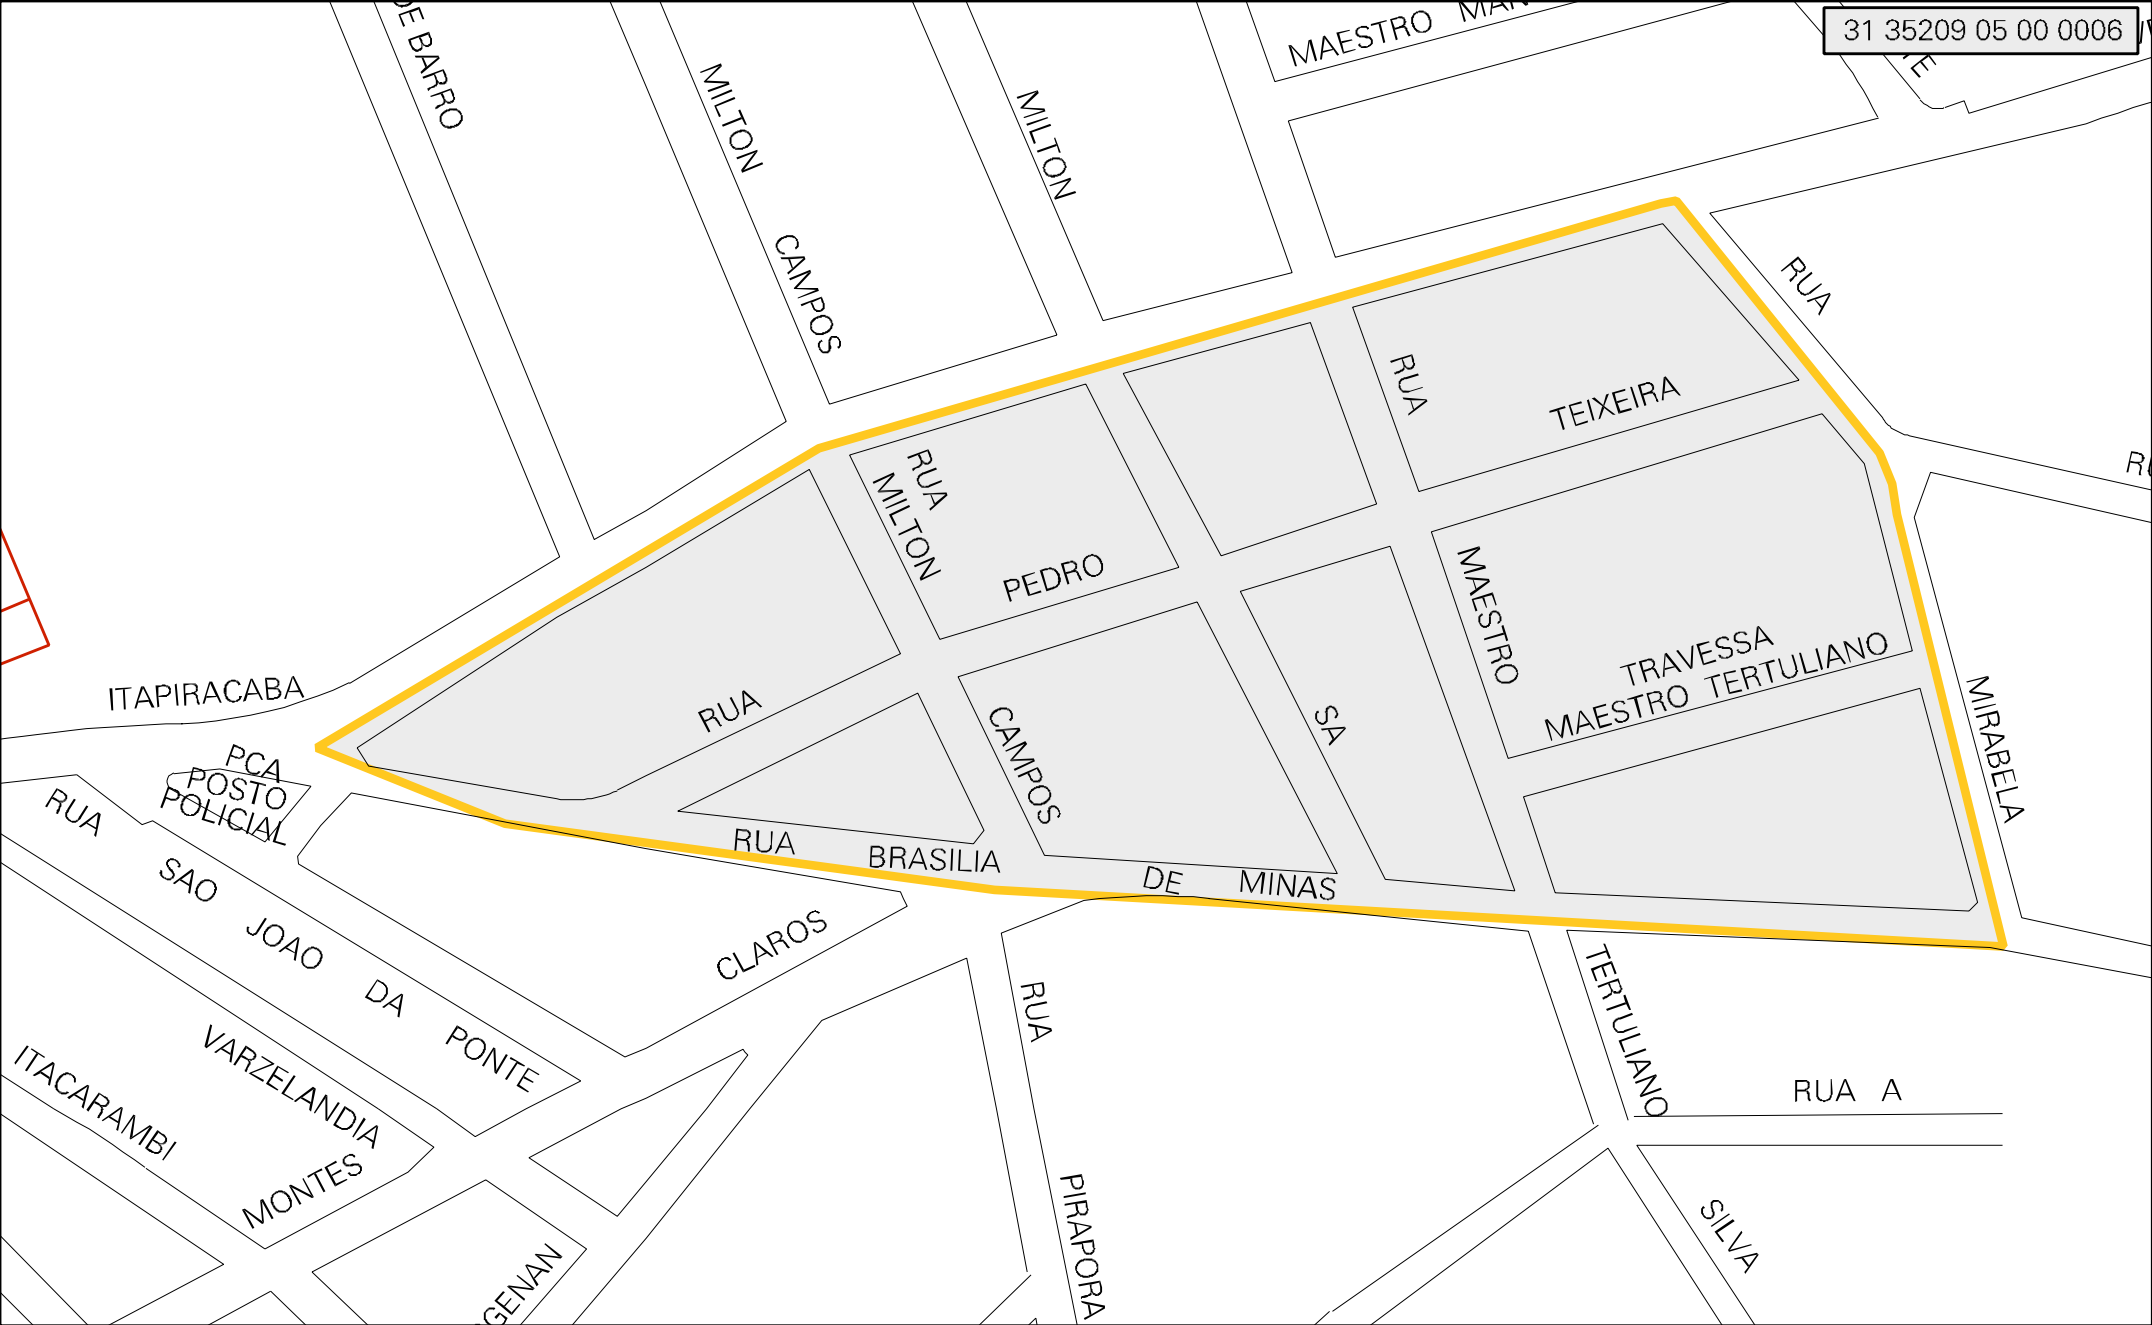 31 35209 05 00 0006
DE BARRO
MILTON
CAMPOS
MILTON
MAESTRO
RUA
RUA
TEIXEIRA
RUA
MILTON
PEDRO
MAESTRO
TRAVESSA
MAESTRO TERTULIANO
ITAPIRACABA
RUA
CAMPOS
SA
MIRABELA
PCA
POSTO
POLICIAL
RUA BRASILIA DE MINAS
RUA SAO JOAO DA PONTE
CLAROS
RUA
TERTULIANO
VARZELANDIA
ITACARAMBI
MONTES
RUA A
PIRAPORA
SILVA